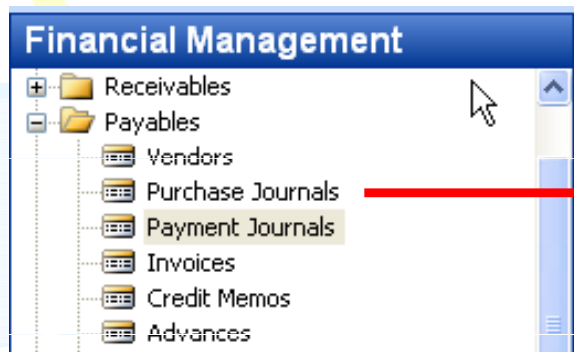 Financial Management
Receivables
Payables
Vendors
Purchase Journals
Payment Journals
Invoices
Credit Memos
Advances